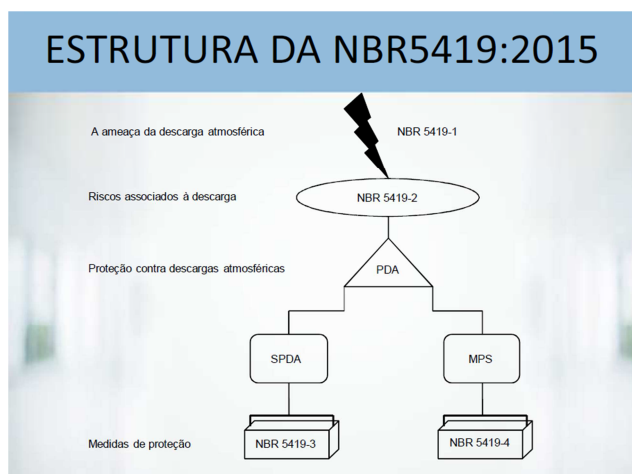 ESTRUTURA DA NBR5419:2015
A ameaça da descarga atmosférica
NBR 5419-1
Riscos associados à descarga
NBR 5419-2
Proteção contra descargas atmosféricas
PDA
SPDA
MPS
Medidas de proteção
NBR 5419-3
NBR 5419-4